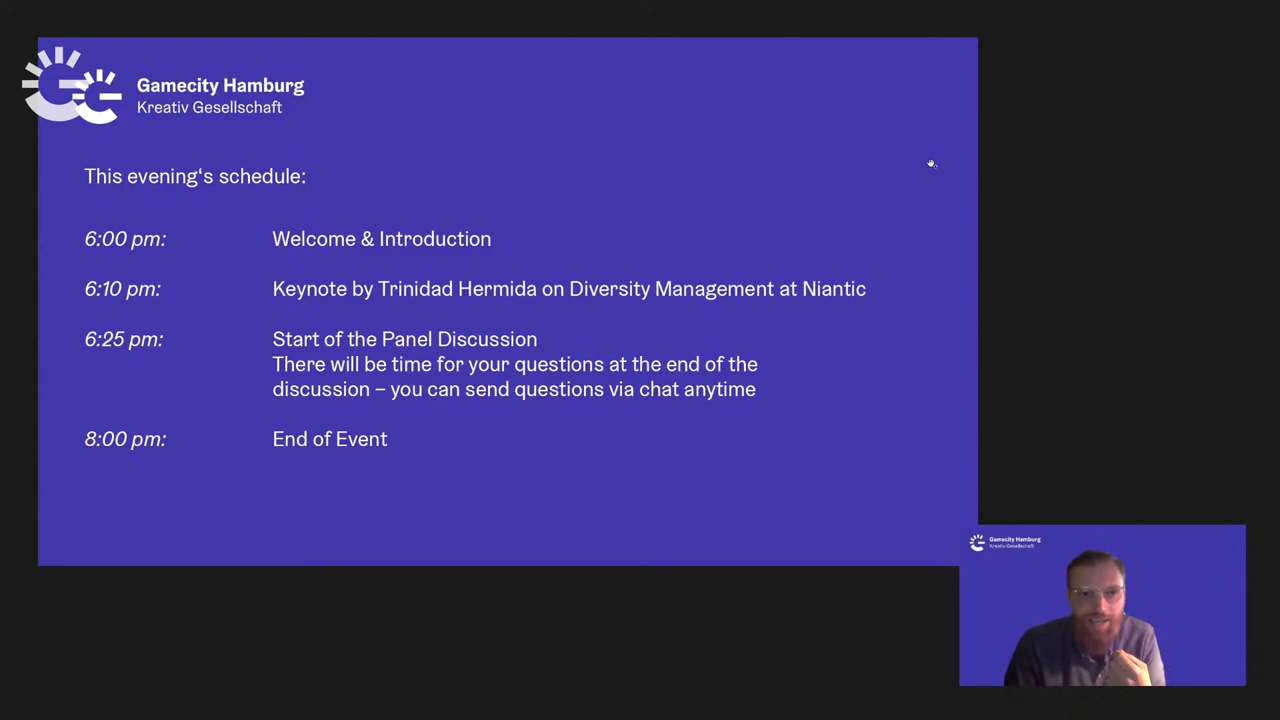 Gamecity Hamburg
Kreativ Gesellschaft
This evening‘s schedule:
6:00 pm: Welcome & Introduction
6:10 pm: Keynote by Trinidad Hermida on Diversity Management at Niantic
6:25 pm: Start of the Panel Discussion
There will be time for your questions at the end of the
discussion – you can send questions via chat anytime
8:00 pm: End of Event
Gamecity Hamburg
Kreativ Gesellschaft